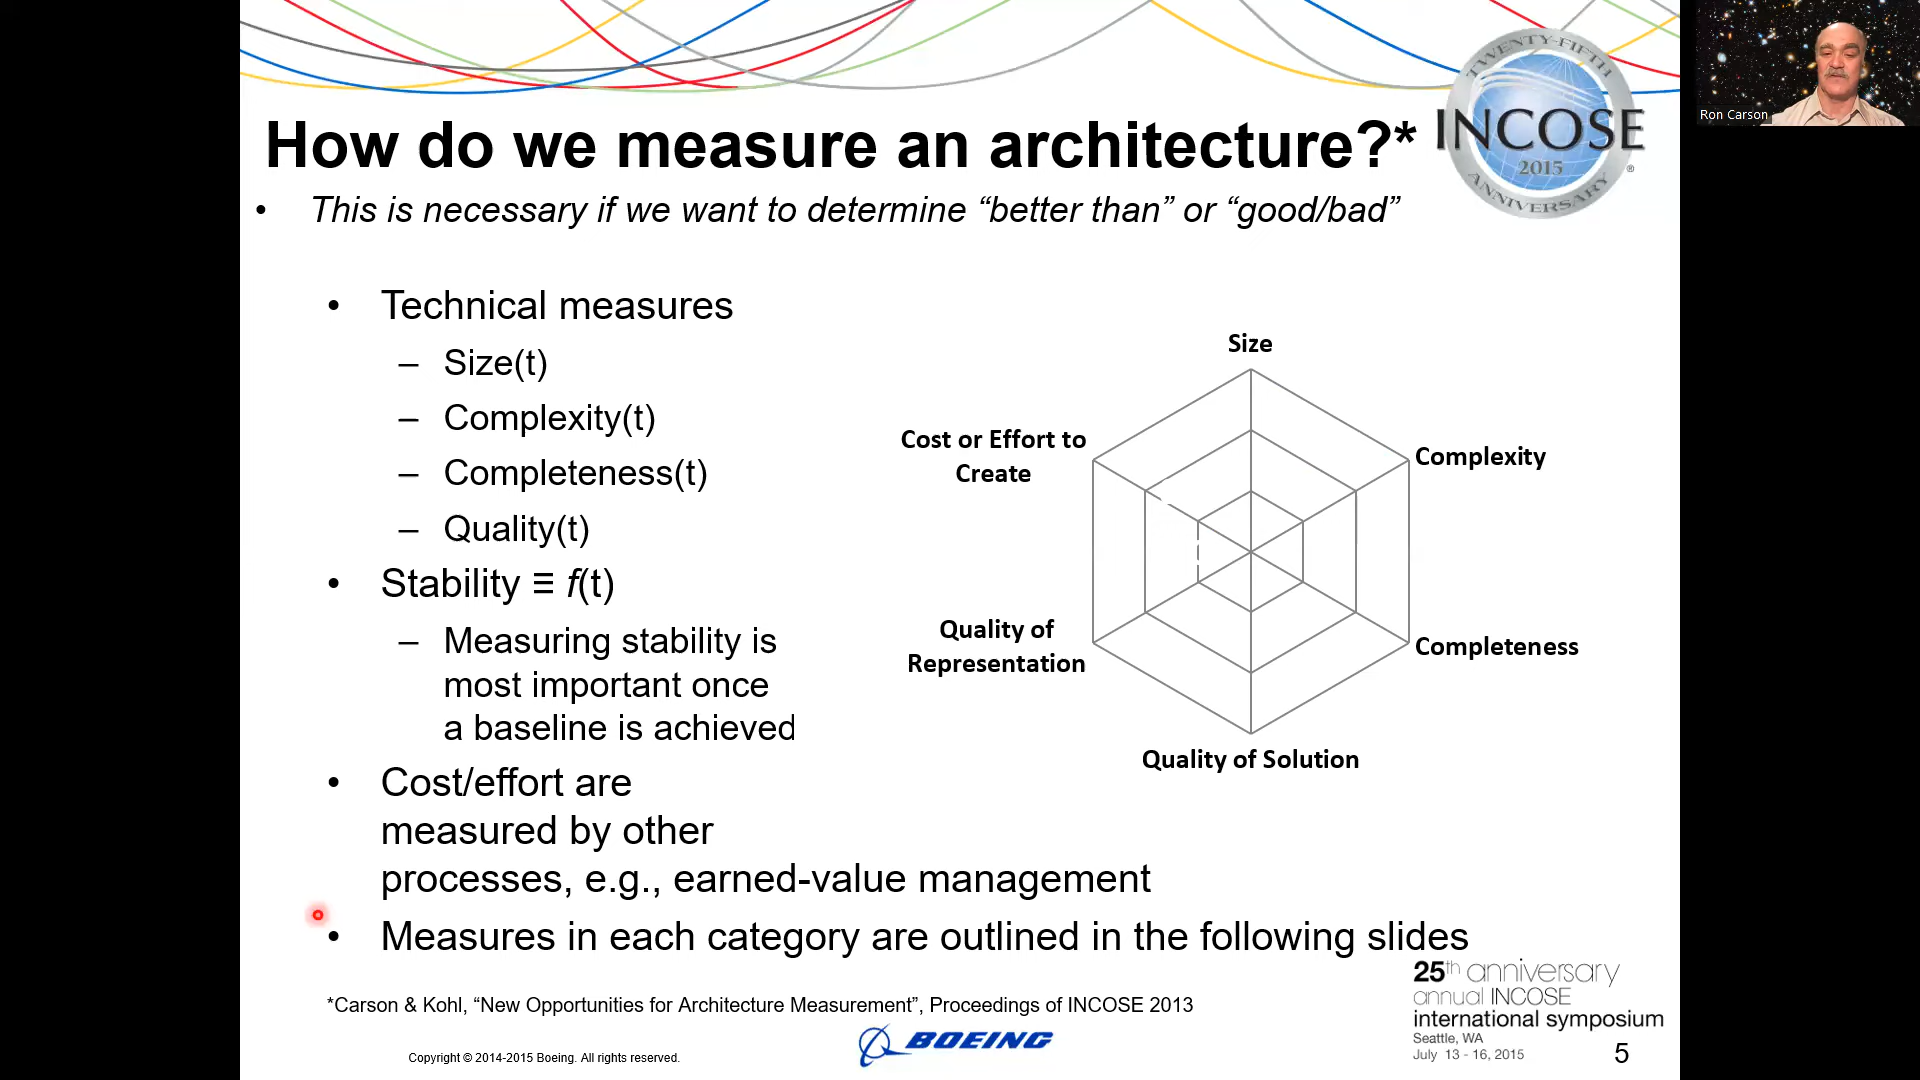 TWENTY-FIFTH
INCOSE
2015
®
ANNIVERSARY
Ron Carson
How do we measure an architecture?*
• This is necessary if we want to determine “better than” or “good/bad”
• Technical measures
– Size(t)
– Complexity(t)
– Completeness(t)
– Quality(t)
• Stability ≡ f(t)
– Measuring stability is
most important once
a baseline is achieved
• Cost/effort are
measured by other
processes, e.g., earned-value management
• Measures in each category are outlined in the following slides
Size
Complexity
Completeness
Quality of Solution
Quality of
Representation
Cost or Effort to
Create
*Carson & Kohl, “New Opportunities for Architecture Measurement”, Proceedings of INCOSE 2013
Copyright © 2014-2015 Boeing. All rights reserved.
BOEING
25th anniversary
annual INCOSE
international symposium
Seattle, WA
July 13 - 16, 2015
5